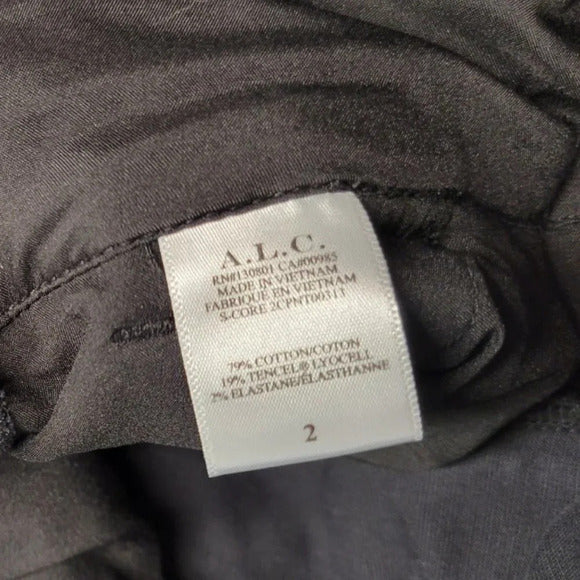 A.L.C.
RN#130801 CA#00985
MADE IN VIETNAM
FABRIQUE EN VIETNAM
S-CORE 2CPNT00313
79% COTTON/COTON
19% TENCEL® LYOCELL
2% ELASTANE/ÉLASTHANNE
2